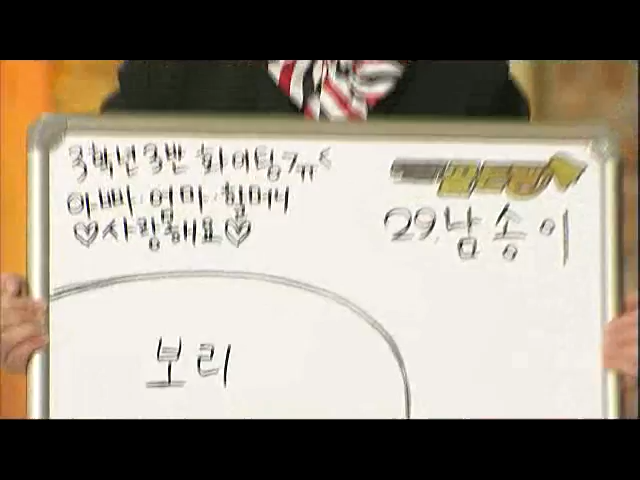 3학년 3반 화이팅
아빠 엄마 할머니
♡사랑해요♡
29. 남송이
보리